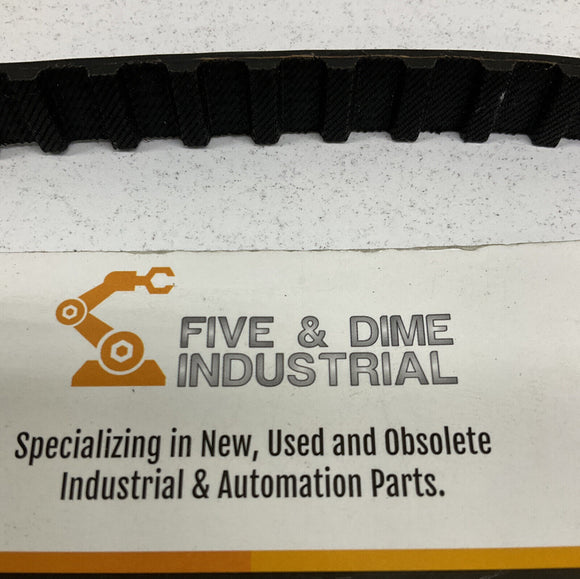 FIVE & DIME
INDUSTRIAL
Specializing in New, Used and Obsolete
Industrial & Automation Parts.